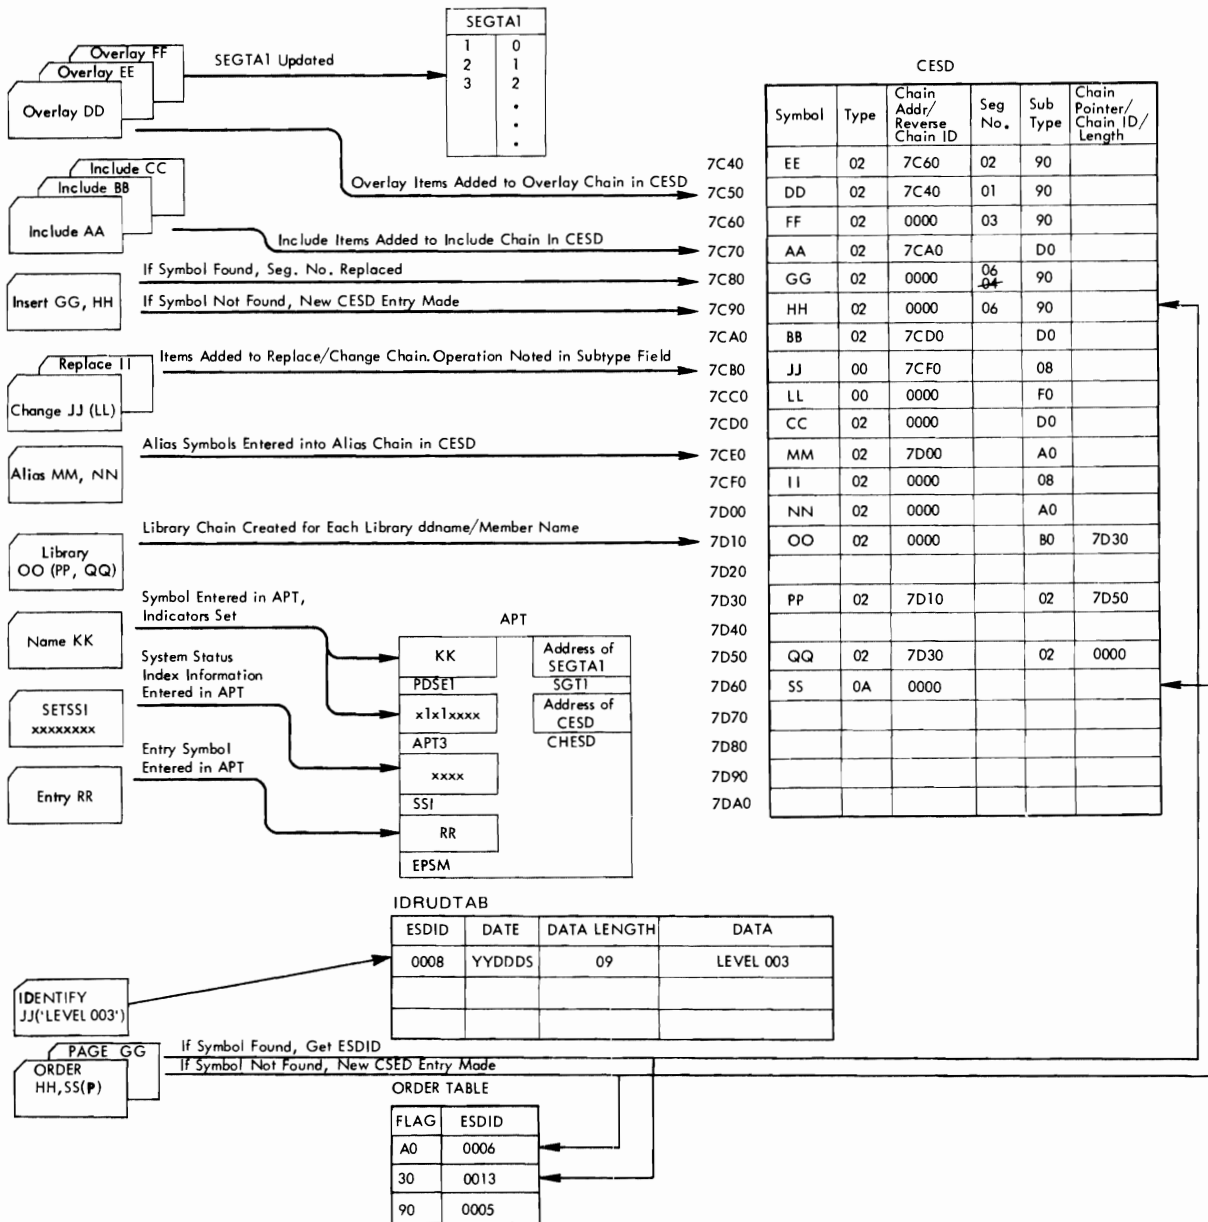 SEGTA1
1 0
2 1
3 2
Overlay FF
Overlay EE
Overlay DD
SEGTA1 Updated
Overlay Items Added to Overlay Chain in CESD
Include CC
Include BB
Include AA
Include Items Added to Include Chain In CESD
Insert GG, HH
If Symbol Found, Seg. No. Replaced
If Symbol Not Found, New CESD Entry Made
Replace II
Change JJ (LL)
Items Added to Replace/Change Chain. Operation Noted in Subtype Field
Alias MM, NN
Alias Symbols Entered into Alias Chain in CESD
Library
OO (PP, QQ)
Library Chain Created for Each Library ddname/Member Name
Name KK
Symbol Entered in APT,
Indicators Set
SETSSI
xxxxxxxx
System Status
Index Information
Entered in APT
Entry RR
Entry Symbol
Entered in APT
APT
KK
PDSE1
x1x1xxxx
APT3
xxxx
SSI
RR
EPSM
Address of
SEGTA1
SGT1
Address of
CESD
CHESD
CESD
Symbol Type Chain Addr/ Reverse Chain ID Seg No. Sub Type Chain Pointer/ Chain ID/ Length
7C40 EE 02 7C60 02 90
7C50 DD 02 7C40 01 90
7C60 FF 02 0000 03 90
7C70 AA 02 7CA0 D0
7C80 GG 02 0000 06 04 90
7C90 HH 02 0000 06 90
7CA0 BB 02 7CD0 D0
7CB0 JJ 00 7CF0 08
7CC0 LL 00 0000 F0
7CD0 CC 02 0000 D0
7CE0 MM 02 7D00 A0
7CF0 II 02 0000 08
7D00 NN 02 0000 A0
7D10 OO 02 0000 B0 7D30
7D20
7D30 PP 02 7D10 02 7D50
7D40
7D50 QQ 02 7D30 02 0000
7D60 SS 0A 0000
7D70
7D80
7D90
7DA0
IDENTIFY
JJ('LEVEL 003')
IDRUDTAB
ESDID DATE DATA LENGTH DATA
0008 YYDDDS 09 LEVEL 003
PAGE GG
ORDER
HH,SS(P)
If Symbol Found, Get ESDID
If Symbol Not Found, New CSED Entry Made
ORDER TABLE
FLAG ESDID
A0 0006
30 0013
90 0005